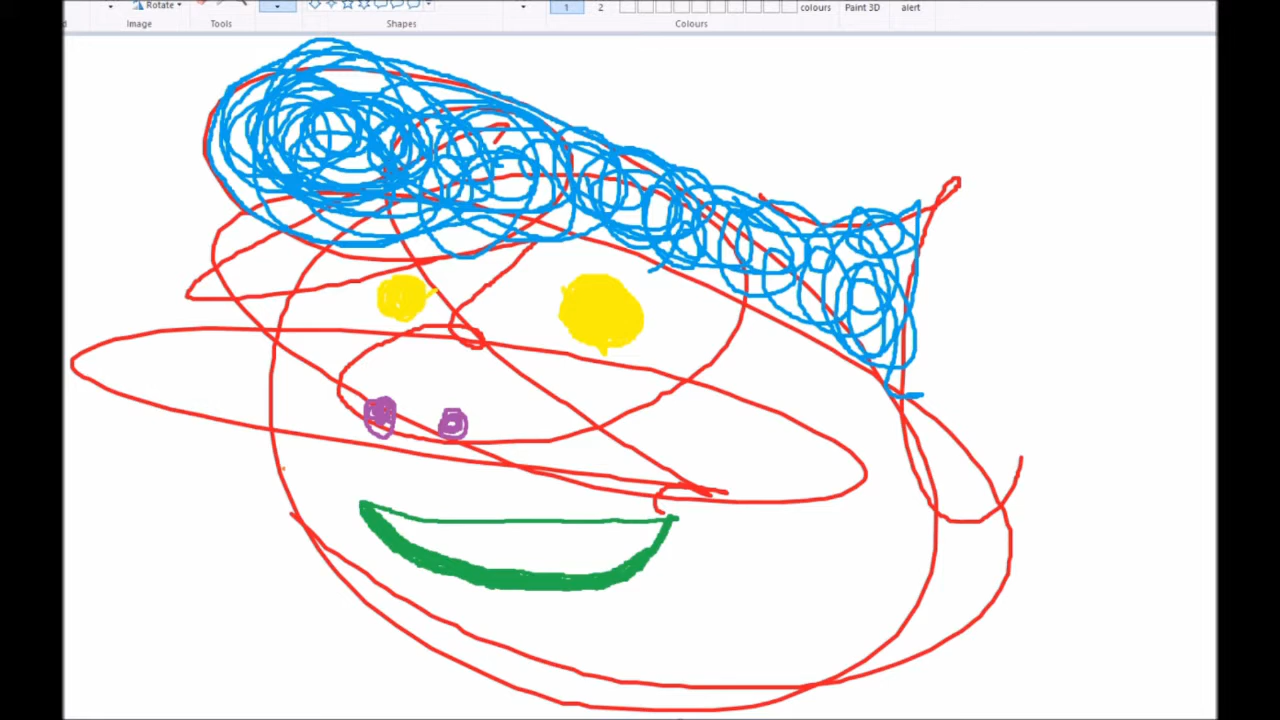 Rotate
1
2
colours
Paint 3D
alert
Image
Tools
Shapes
Colours